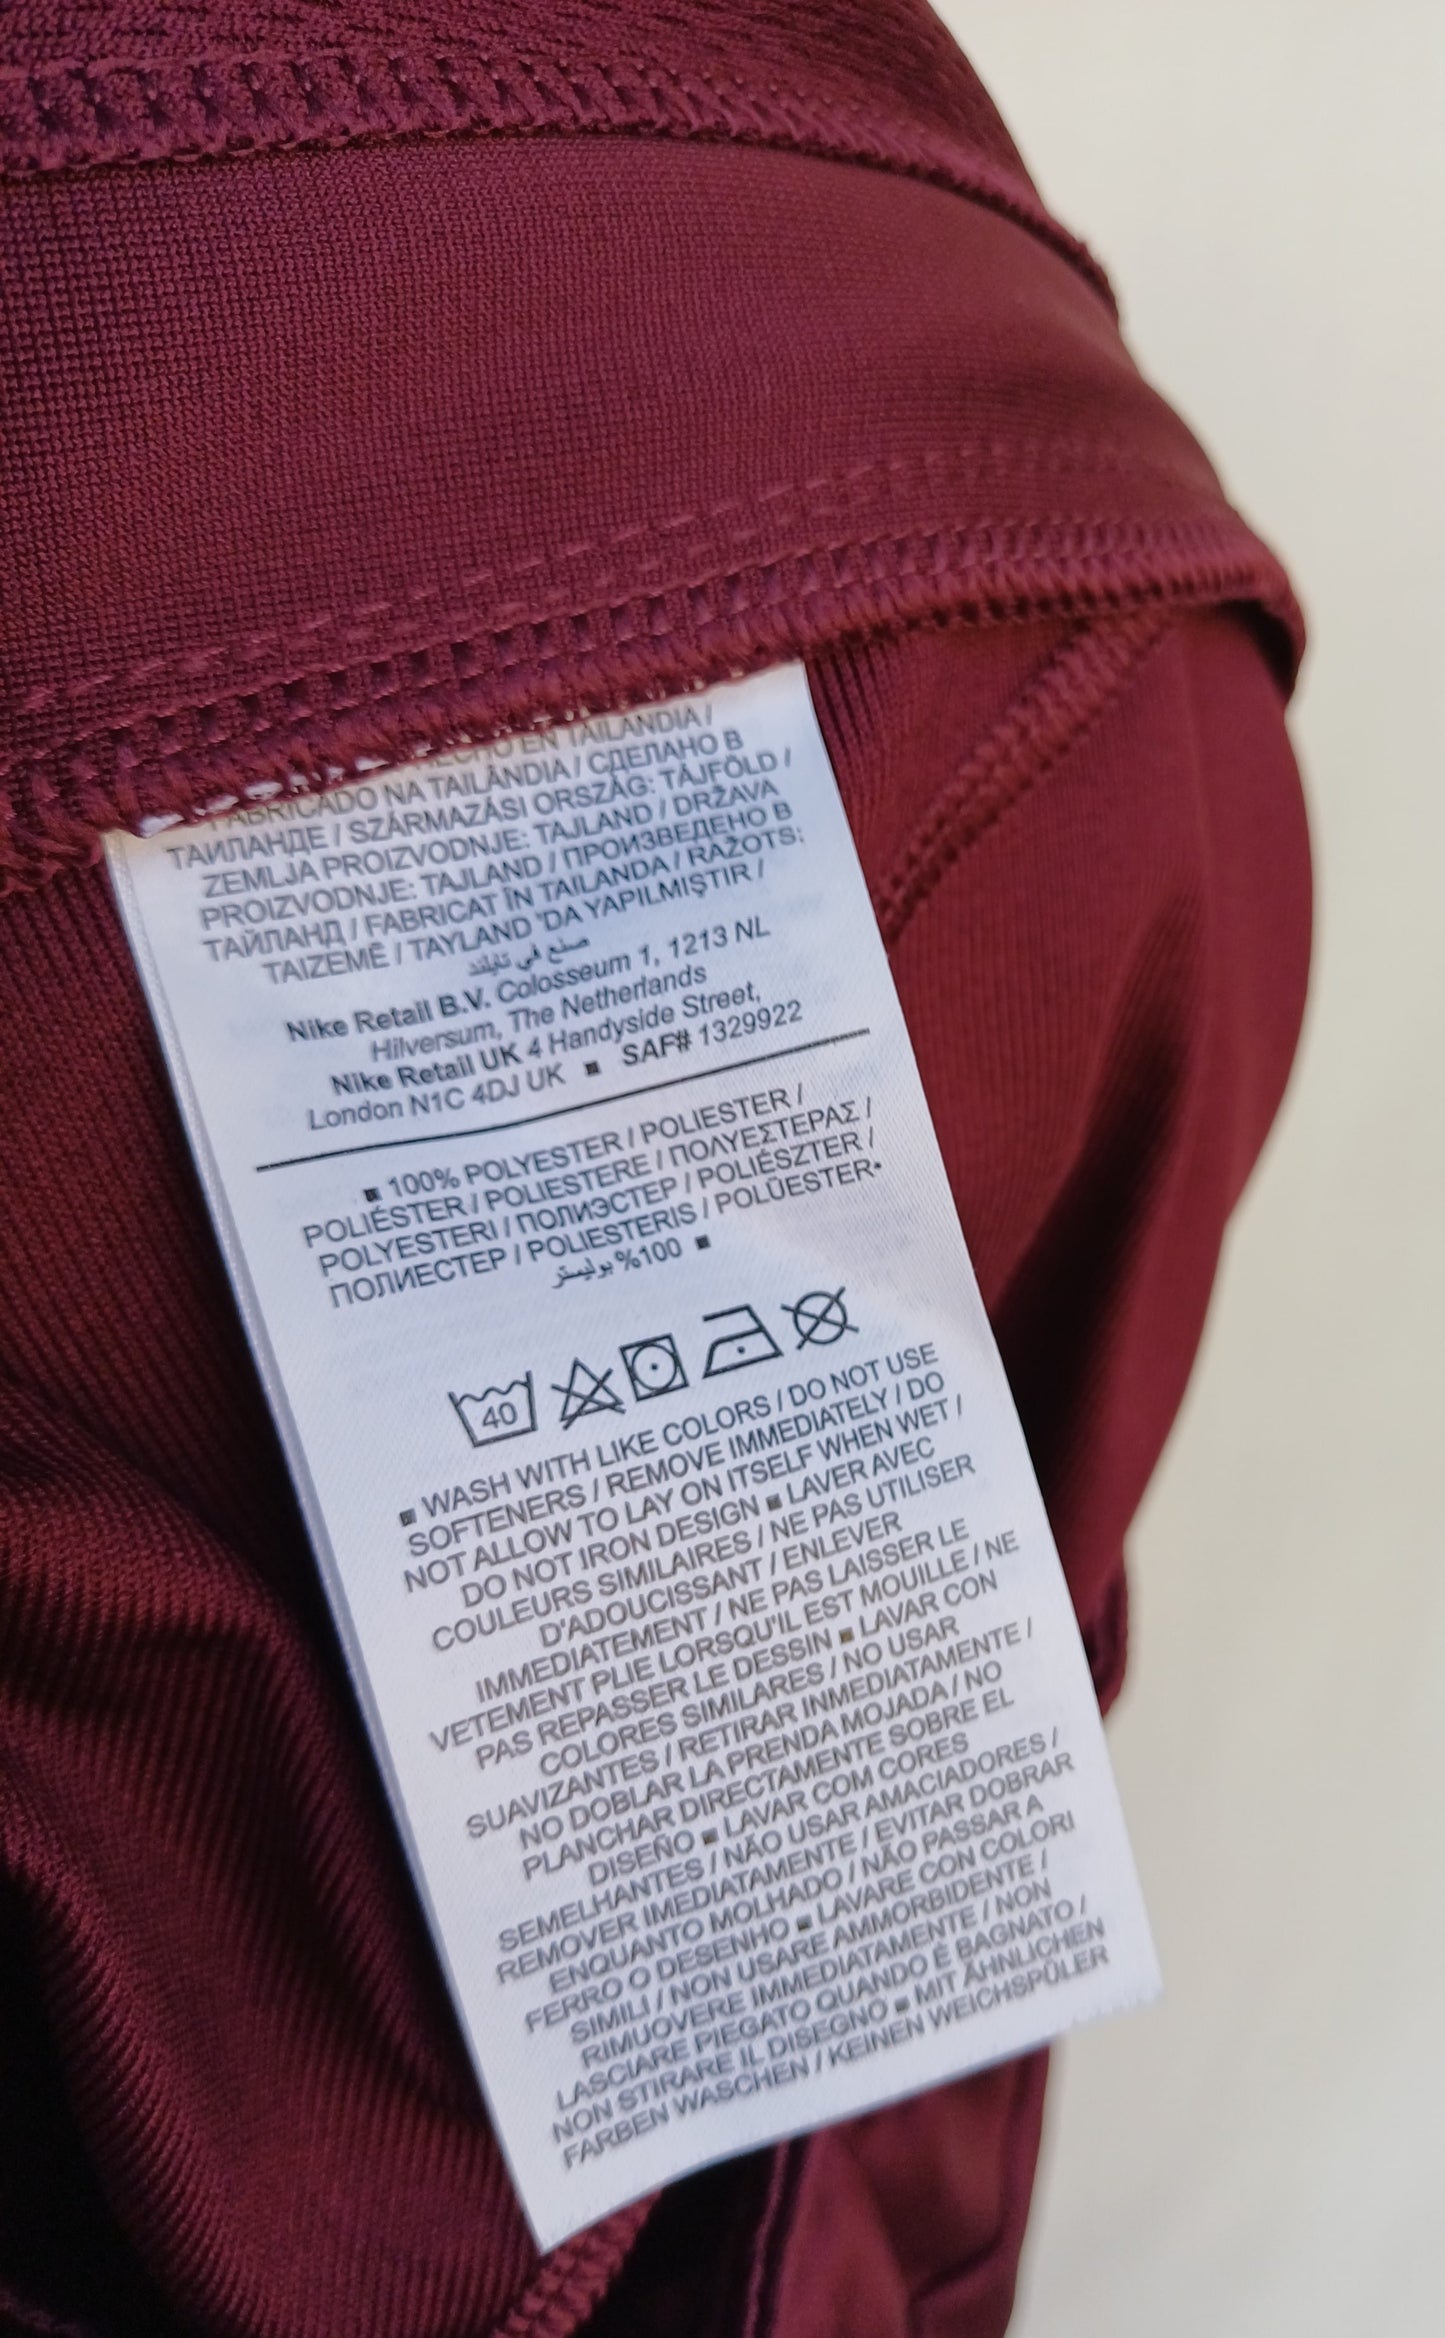 HECHO EN TAILANDIA /
FABRICADO NA TAILÂNDIA / СДЕЛАНО В
ТАИЛАНДЕ / SZÁRMAZÁSI ORSZÁG: TÁJFÖLD /
ZEMLJA PROIZVODNJE: TAJLAND / DRŽAVA
PROIZVODNJE: TAJLAND / ПРОИЗВЕДЕНО В
ТАЙЛАНД / FABRICAT ÎN TAILANDA / RAŽOTS:
TAIZEMĒ / TAYLAND 'DA YAPILMIŞTIR /
صنع في تايلند
Nike Retail B.V. Colosseum 1, 1213 NL
Hilversum, The Netherlands
Nike Retail UK 4 Handyside Street,
London N1C 4DJ UK ▪ SAF# 1329922
▪ 100% POLYESTER / POLIESTER /
POLIÉSTER / POLIESTERE / ΠΟΛΥΕΣΤΕΡΑΣ /
POLYESTERI / ПОЛИЭСТЕР / POLIÉSZTER /
ПОЛИЕСТЕР / POLIESTERIS / POLÜESTER
100% بوليستر ▪
40
▪ WASH WITH LIKE COLORS / DO NOT USE
SOFTENERS / REMOVE IMMEDIATELY / DO
NOT ALLOW TO LAY ON ITSELF WHEN WET /
DO NOT IRON DESIGN ▪ LAVER AVEC
COULEURS SIMILAIRES / NE PAS UTILISER
D'ADOUCISSANT / ENLEVER
IMMEDIATEMENT / NE PAS LAISSER LE
VETEMENT PLIE LORSQU'IL EST MOUILLE / NE
PAS REPASSER LE DESSIN ▪ LAVAR CON
COLORES SIMILARES / NO USAR
SUAVIZANTES / RETIRAR INMEDIATAMENTE /
NO DOBLAR LA PRENDA MOJADA / NO
PLANCHAR DIRECTAMENTE SOBRE EL
DISEÑO ▪ LAVAR COM CORES
SEMELHANTES / NÃO USAR AMACIADORES /
REMOVER IMEDIATAMENTE / EVITAR DOBRAR
ENQUANTO MOLHADO / NÃO PASSAR A
FERRO O DESENHO ▪ LAVARE CON COLORI
SIMILI / NON USARE AMMORBIDENTE /
RIMUOVERE IMMEDIATAMENTE / NON
LASCIARE PIEGATO QUANDO È BAGNATO /
NON STIRARE IL DISEGNO ▪ MIT ÄHNLICHEN
FARBEN WASCHEN / KEINEN WEICHSPÜLER